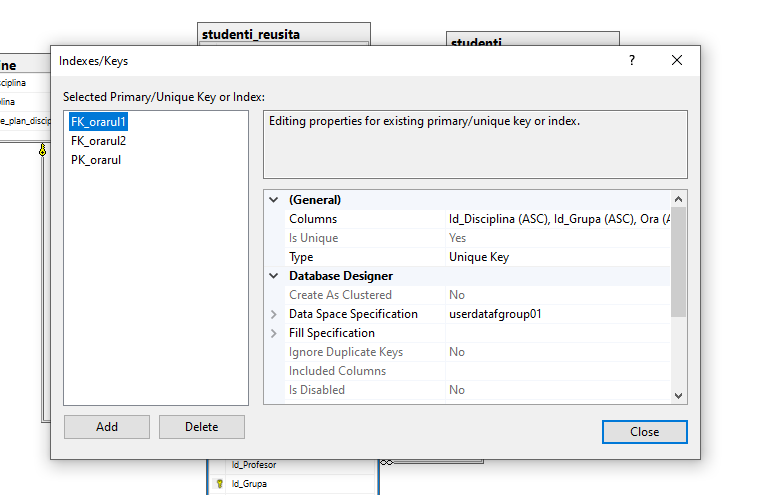 studenti_reusita
studenti
ine
sciplina
plina
e_plan_discip
Indexes/Keys
?
Selected Primary/Unique Key or Index:
FK_orarul1
FK_orarul2
PK_orarul
Editing properties for existing primary/unique key or index.
(General)
Columns Id_Disciplina (ASC), Id_Grupa (ASC), Ora (A
Is Unique Yes
Type Unique Key
Database Designer
Create As Clustered No
Data Space Specification userdatafgroup01
Fill Specification
Ignore Duplicate Keys No
Included Columns
Is Disabled No
Add Delete
Close
Id_Profesor
Id_Grupa